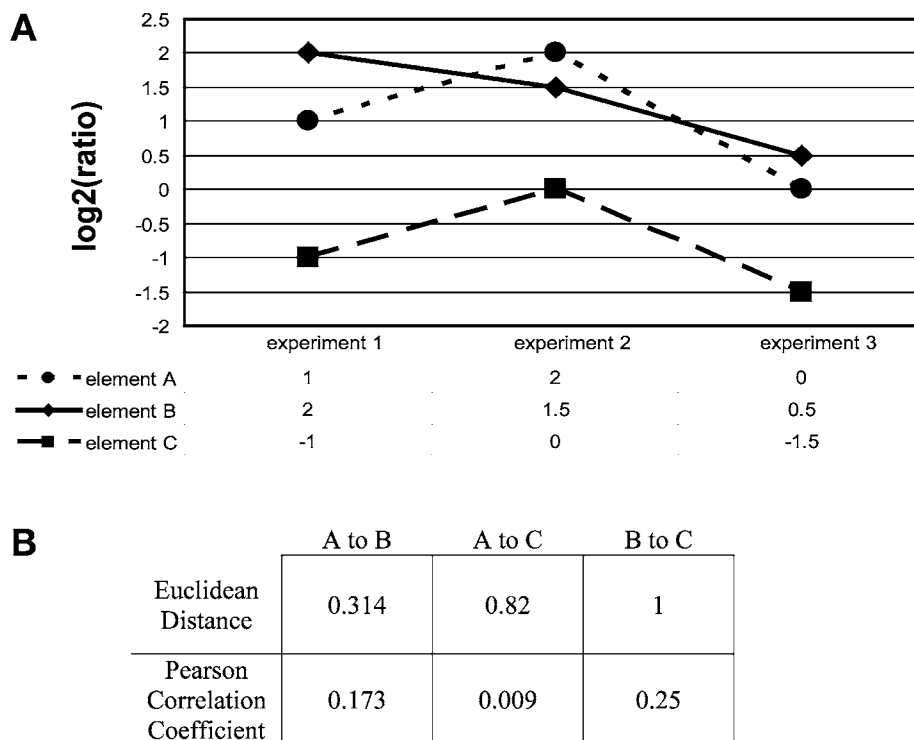 A
log2(ratio)
2.5
2
1.5
1
0.5
0
-0.5
-1
-1.5
-2
experiment 1 experiment 2 experiment 3
element A 1 2 0
element B 2 1.5 0.5
element C -1 0 -1.5
B
A to B A to C B to C
Euclidean
Distance
0.314 0.82 1
Pearson
Correlation
Coefficient
0.173 0.009 0.25